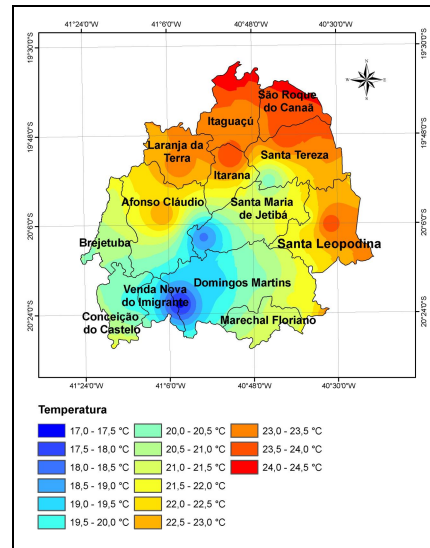 41°24'0"W 41°6'0"W 40°48'0"W 40°30'0"W
19°30'0"S 19°30'0"S
N
W E
S
São Roque
do Canaã
Itaguaçú
19°48'0"S 19°48'0"S
Laranja da
Terra
Santa Tereza
Itarana
Afonso Cláudio
Santa Maria
de Jetibá
20°6'0"S 20°6'0"S
Brejetuba
Santa Leopodina
Venda Nova
do Imigrante
Domingos Martins
Conceição
do Castelo
Marechal Floriano
20°24'0"S 20°24'0"S
41°24'0"W 41°6'0"W 40°48'0"W 40°30'0"W
Temperatura
17,0 - 17,5 °C 20,0 - 20,5 °C 23,0 - 23,5 °C
17,5 - 18,0 °C 20,5 - 21,0 °C 23,5 - 24,0 °C
18,0 - 18,5 °C 21,0 - 21,5 °C 24,0 - 24,5 °C
18,5 - 19,0 °C 21,5 - 22,0 °C
19,0 - 19,5 °C 22,0 - 22,5 °C
19,5 - 20,0 °C 22,5 - 23,0 °C